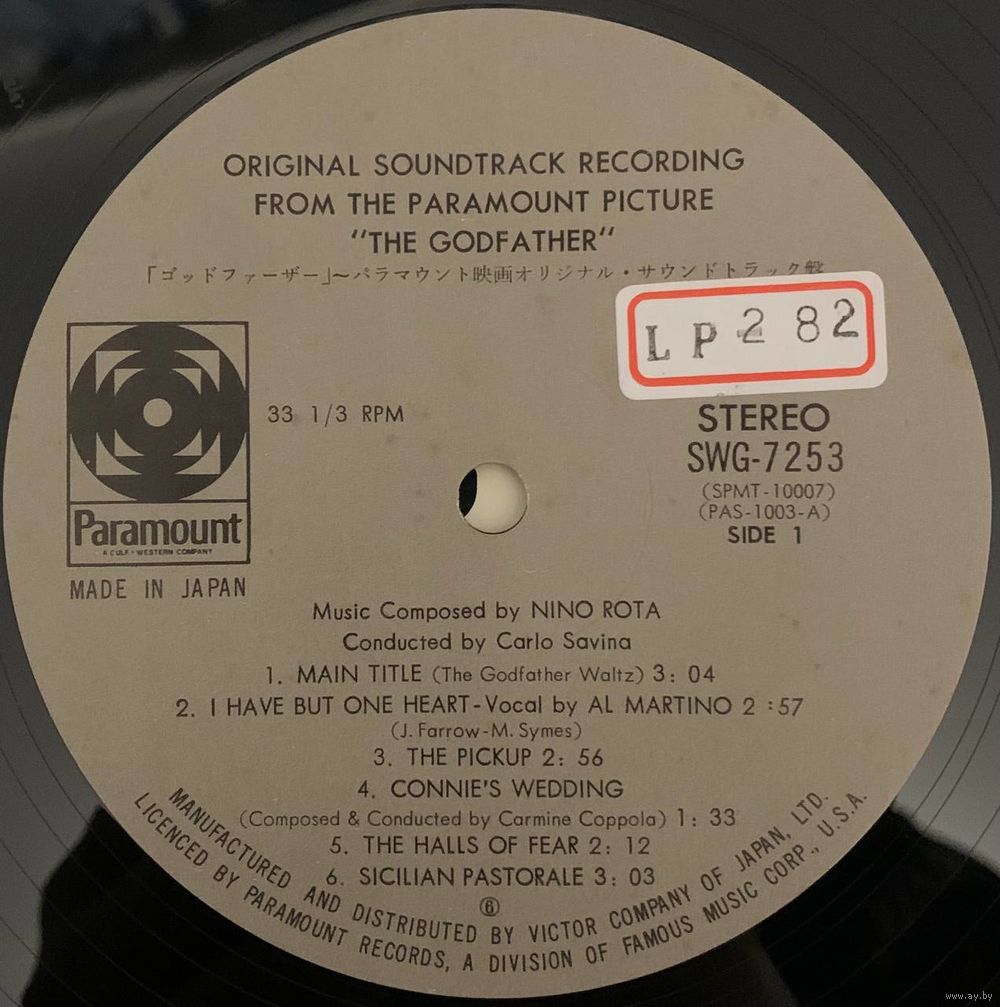 ORIGINAL SOUNDTRACK RECORDING
FROM THE PARAMOUNT PICTURE
"THE GODFATHER"
「ゴッドファーザー」〜パラマウント映画オリジナル・サウンドトラック盤
LP282
33 1/3 RPM
STEREO
SWG-7253
(SPMT-10007)
(PAS-1003-A)
SIDE 1
Paramount
A GULF+WESTERN COMPANY
MADE IN JAPAN
Music Composed by NINO ROTA
Conducted by Carlo Savina
1. MAIN TITLE (The Godfather Waltz) 3: 04
2. I HAVE BUT ONE HEART-Vocal by AL MARTINO 2 :57
(J. Farrow-M. Symes)
3. THE PICKUP 2: 56
4. CONNIE'S WEDDING
(Composed & Conducted by Carmine Coppola) 1: 33
5. THE HALLS OF FEAR 2: 12
6. SICILIAN PASTORALE 3: 03
⑥
MANUFACTURED AND DISTRIBUTED BY VICTOR COMPANY OF JAPAN, LTD.
LICENCED BY PARAMOUNT RECORDS, A DIVISION OF FAMOUS MUSIC CORP., U.S.A.
www.ay.by